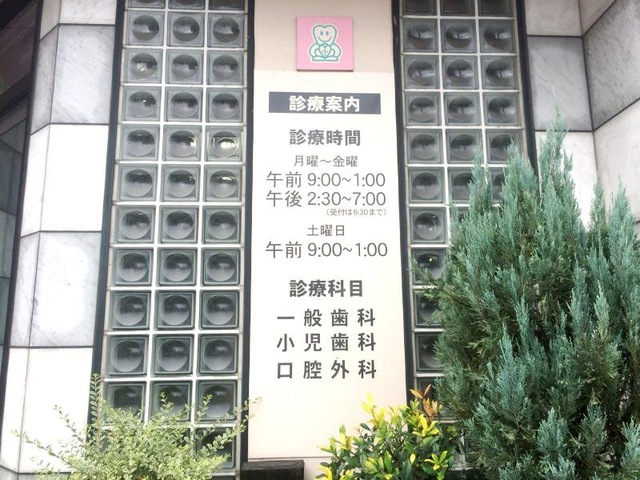 診療案内
診療時間
月曜～金曜
午前 9:00~1:00
午後 2:30~7:00
(受付は6:30まで)
土曜日
午前 9:00~1:00
診療科目
一般歯科
小児歯科
口腔外科